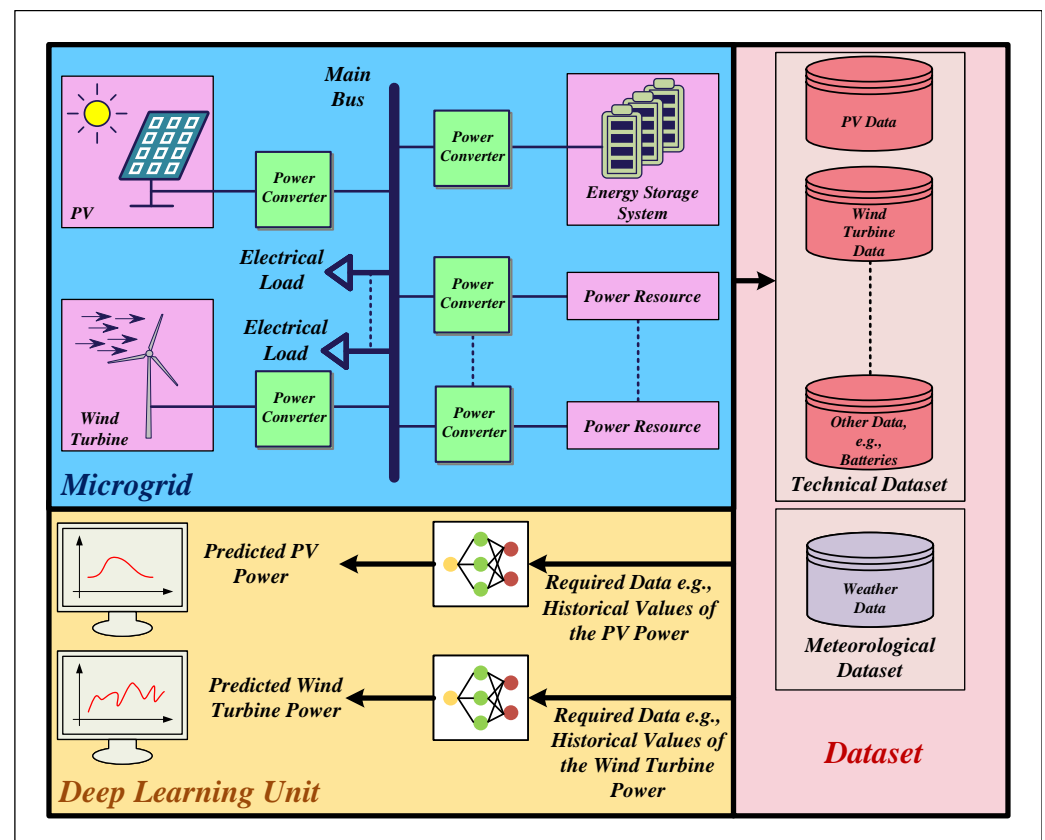 Main
Bus
PV
Power
Converter
Power
Converter
Energy Storage
System
Electrical
Load
Electrical
Load
Power
Converter
Power Resource
Wind
Turbine
Power
Converter
Power
Converter
Power Resource
Microgrid
PV Data
Wind
Turbine
Data
Other Data,
e.g.,
Batteries
Technical Dataset
Weather
Data
Meteorological
Dataset
Dataset
Predicted PV
Power
Required Data e.g.,
Historical Values of
the PV Power
Predicted Wind
Turbine Power
Required Data e.g.,
Historical Values of
the Wind Turbine
Power
Deep Learning Unit